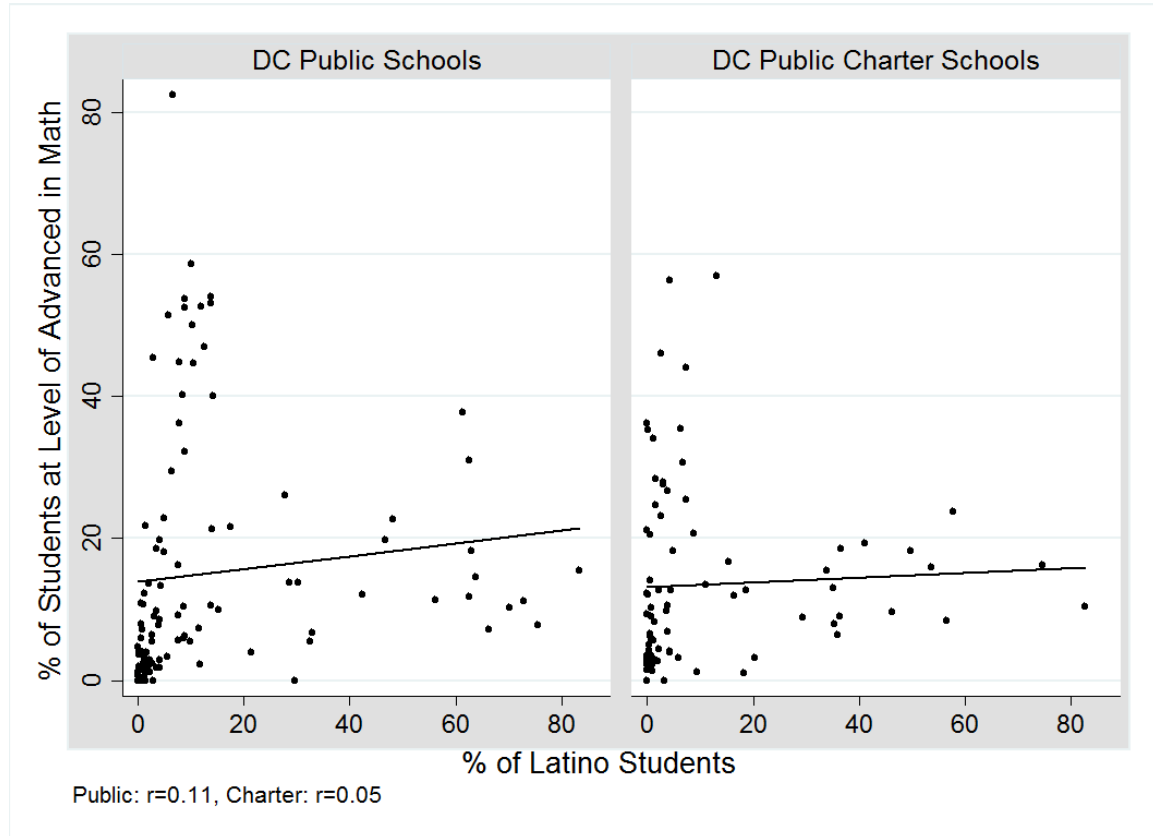 DC Public Schools
DC Public Charter Schools
% of Students at Level of Advanced in Math
80
60
40
20
0
0 20 40 60 80
0 20 40 60 80
% of Latino Students
Public: r=0.11, Charter: r=0.05